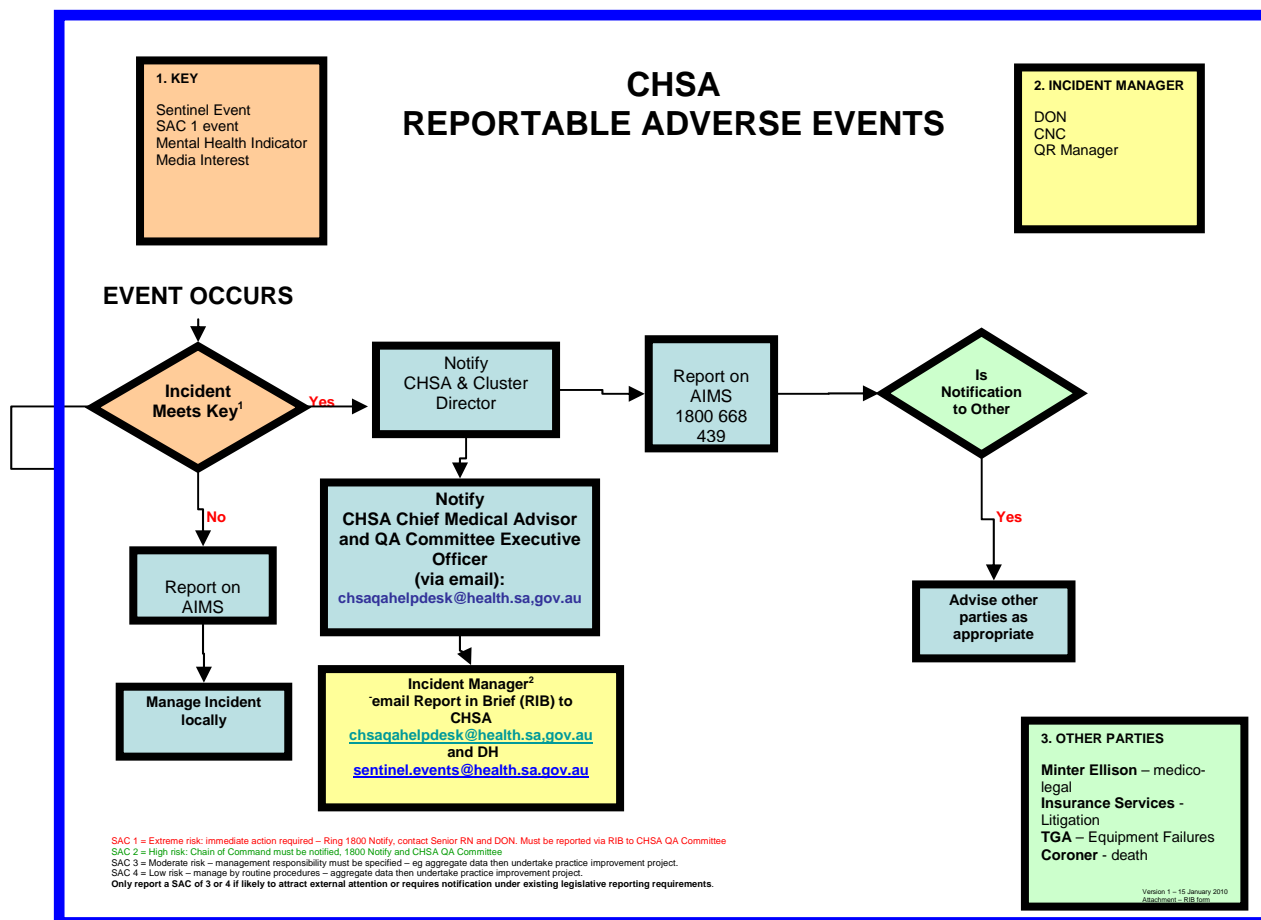 1. KEY
Sentinel Event
SAC 1 event
Mental Health Indicator
Media Interest
CHSA
REPORTABLE ADVERSE EVENTS
2. INCIDENT MANAGER
DON
CNC
QR Manager
EVENT OCCURS
Incident
Meets Key1
Yes
Notify
CHSA & Cluster
Director
Report on
AIMS
1800 668
439
Is
Notification
to Other
No
Report on
AIMS
Manage Incident
locally
Notify
CHSA Chief Medical Advisor
and QA Committee Executive
Officer
(via email):
chsaqahelpdesk@health.sa,gov.au
Incident Manager2
-email Report in Brief (RIB) to
CHSA
chsaqahelpdesk@health.sa,gov.au
and DH
sentinel.events@health.sa.gov.au
Yes
Advise other
parties as
appropriate
3. OTHER PARTIES
Minter Ellison – medico-
legal
Insurance Services -
Litigation
TGA – Equipment Failures
Coroner - death
Version 1 – 15 January 2010
Attachment – RIB form
SAC 1 = Extreme risk: immediate action required – Ring 1800 Notify, contact Senior RN and DON. Must be reported via RIB to CHSA QA Committee
SAC 2 = High risk: Chain of Command must be notified, 1800 Notify and CHSA QA Committee
SAC 3 = Moderate risk – management responsibility must be specified – eg aggregate data then undertake practice improvement project.
SAC 4 = Low risk – manage by routine procedures – aggregate data then undertake practice improvement project.
Only report a SAC of 3 or 4 if likely to attract external attention or requires notification under existing legislative reporting requirements.